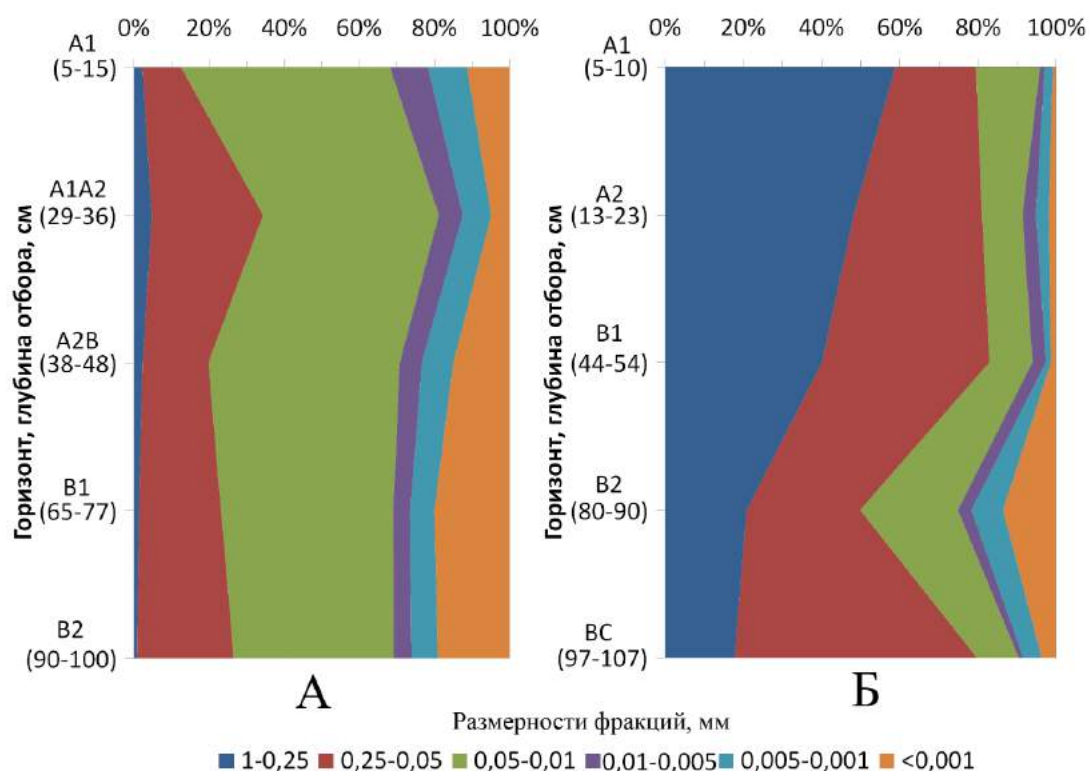 0% 20% 40% 60% 80% 100%
Горизонт, глубина отбора, см
A1
(5-15)
A1A2
(29-36)
A2B
(38-48)
B1
(65-77)
B2
(90-100)
А
0% 20% 40% 60% 80% 100%
Горизонт, глубина отбора, см
A1
(5-10)
A2
(13-23)
B1
(44-54)
B2
(80-90)
BC
(97-107)
Б
Размерности фракций, мм
1-0,25 0,25-0,05 0,05-0,01 0,01-0,005 0,005-0,001 <0,001